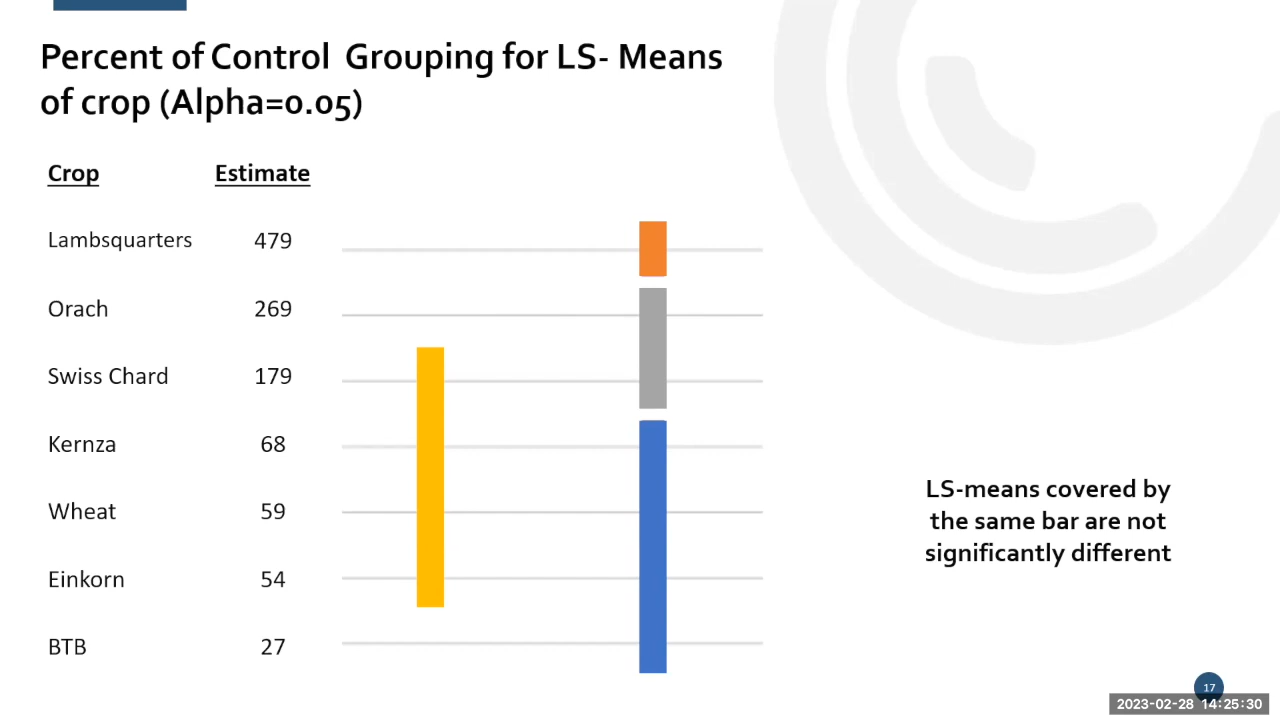 Percent of Control  Grouping for LS- Means
of crop (Alpha=0.05)
Crop Estimate
Lambsquarters 479
Orach 269
Swiss Chard 179
Kernza 68
Wheat 59
Einkorn 54
BTB 27
LS-means covered by
the same bar are not
significantly different
17
2023-02-28 14:25:30